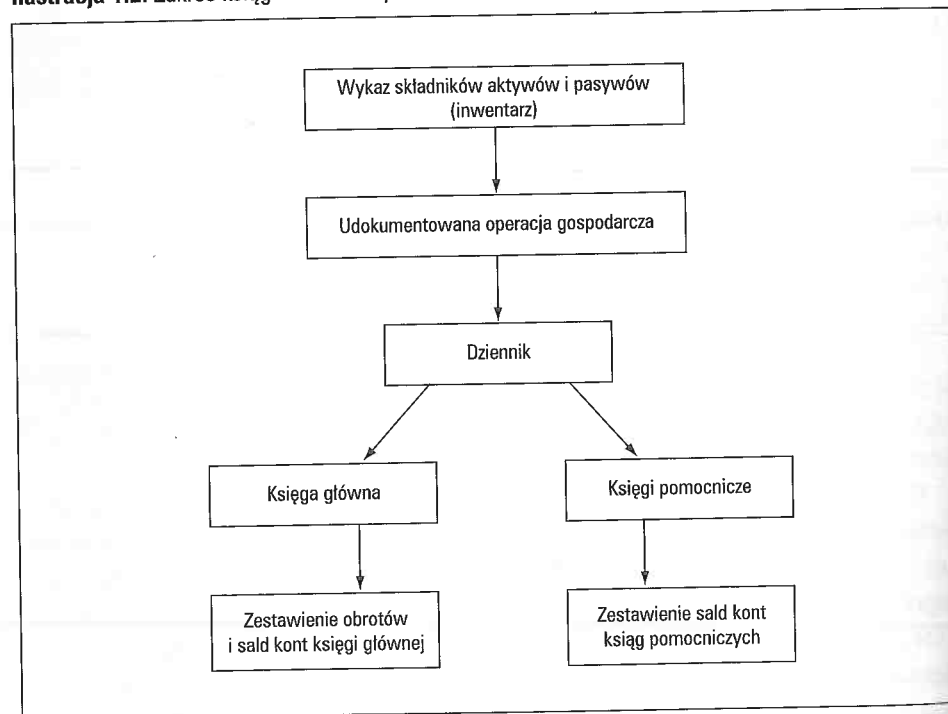 Wykaz składników aktywów i pasywów
(inwentarz)
Udokumentowana operacja gospodarcza
Dziennik
Księga główna
Księgi pomocnicze
Zestawienie obrotów
i sald kont księgi głównej
Zestawienie sald kont
ksiąg pomocniczych